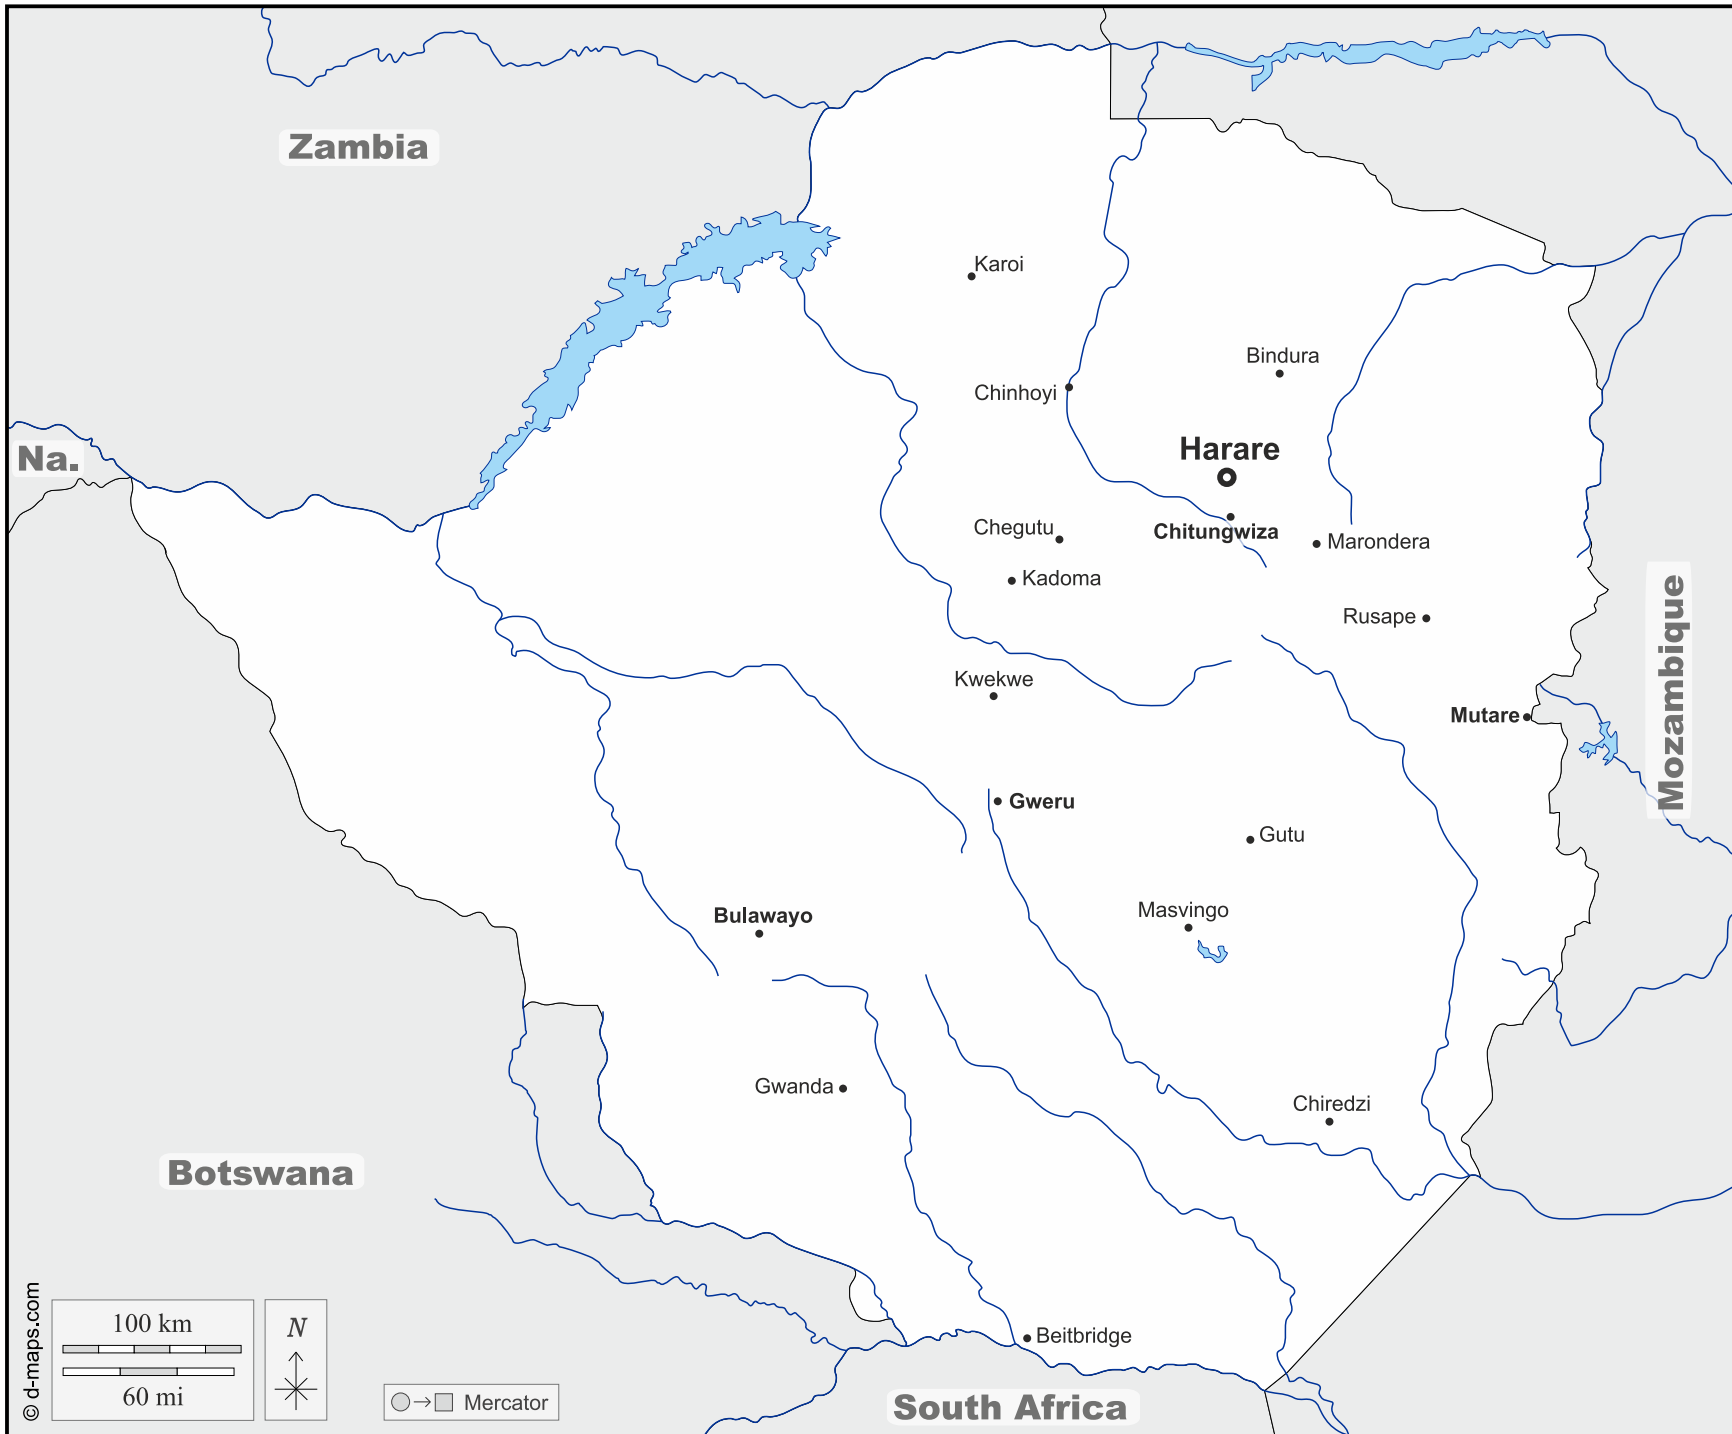 Zambia
Karoi
Bindura
Chinhoyi
Harare
Na.
Chegutu
Chitungwiza
Marondera
Kadoma
Rusape
Mozambique
Kwekwe
Mutare
Gweru
Gutu
Bulawayo
Masvingo
Gwanda
Chiredzi
Botswana
© d-maps.com
100 km
60 mi
N
Mercator
Beitbridge
South Africa